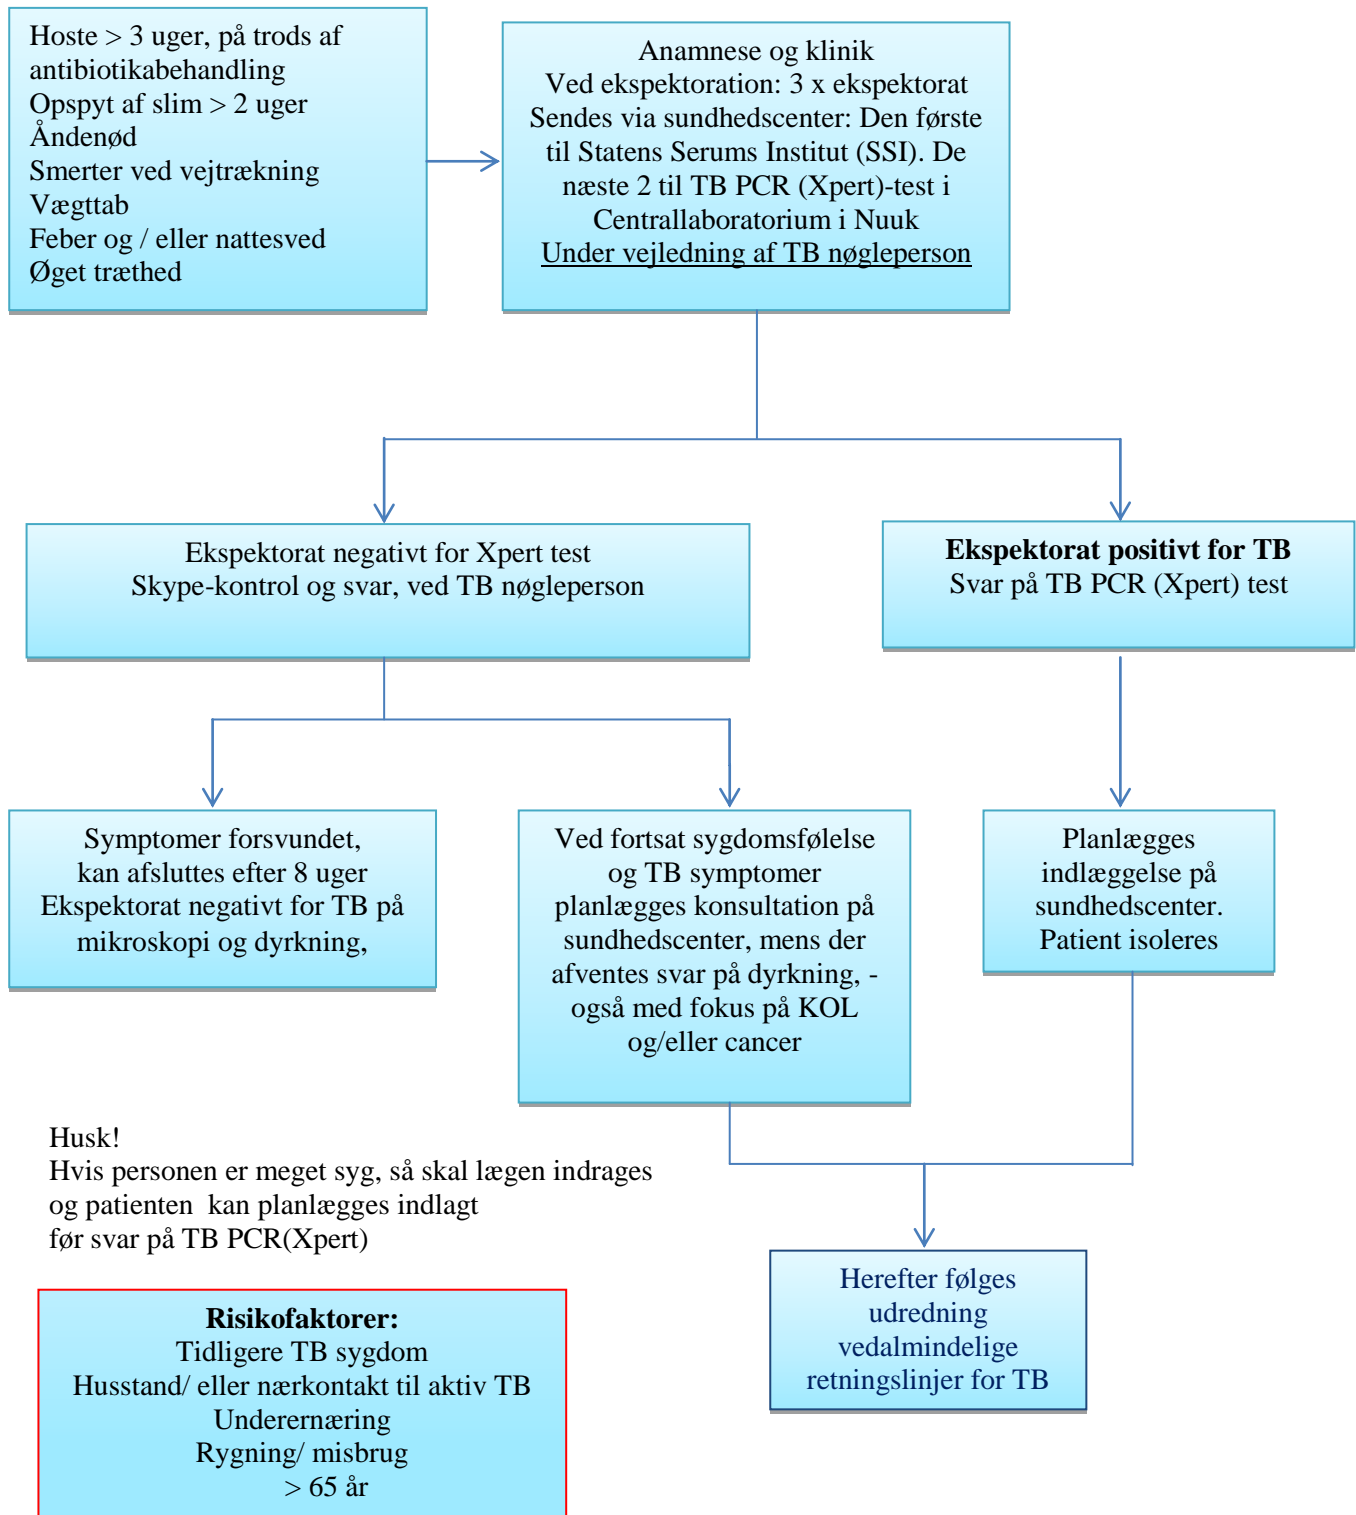 Hoste > 3 uger, på trods af
antibiotikabehandling
Opspyt af slim > 2 uger
Åndenød
Smerter ved vejtrækning
Vægttab
Feber og / eller nattesved
Øget træthed
Anamnese og klinik
Ved ekspektoration: 3 x ekspektorat
Sendes via sundhedscenter: Den første
til Statens Serums Institut (SSI). De
næste 2 til TB PCR (Xpert)-test i
Centrallaboratorium i Nuuk
Under vejledning af TB nøgleperson
Ekspektorat negativt for Xpert test
Skype-kontrol og svar, ved TB nøgleperson
Ekspektorat positivt for TB
Svar på TB PCR (Xpert) test
Symptomer forsvundet,
kan afsluttes efter 8 uger
Ekspektorat negativt for TB på
mikroskopi og dyrkning,
Ved fortsat sygdomsfølelse
og TB symptomer
planlægges konsultation på
sundhedscenter, mens der
afventes svar på dyrkning, -
også med fokus på KOL
og/eller cancer
Planlægges
indlæggelse på
sundhedscenter.
Patient isoleres
Husk!
Hvis personen er meget syg, så skal lægen indrages
og patienten kan planlægges indlagt
før svar på TB PCR(Xpert)
Herefter følges
udredning
vedalmindelige
retningslinjer for TB
Risikofaktorer:
Tidligere TB sygdom
Husstand/ eller nærkontakt til aktiv TB
Underernæring
Rygning/ misbrug
> 65 år